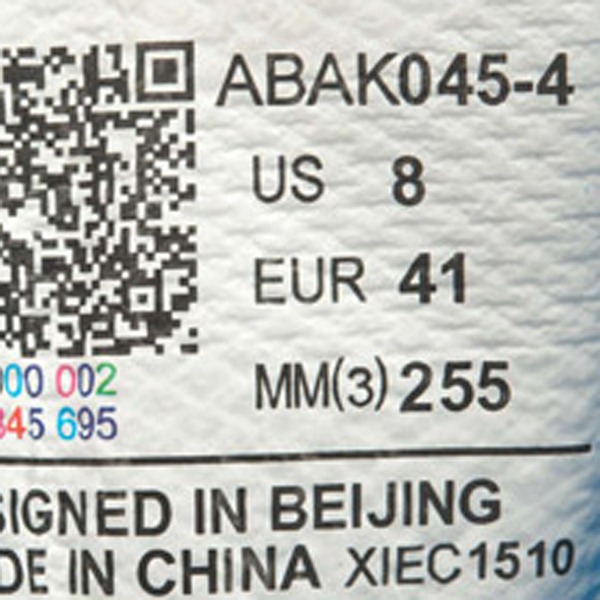 ABAK045-4
US 8
EUR 41
MM(3) 255
000 002
345 695
SIGNED IN BEIJING
DE IN CHINA XIEC1510